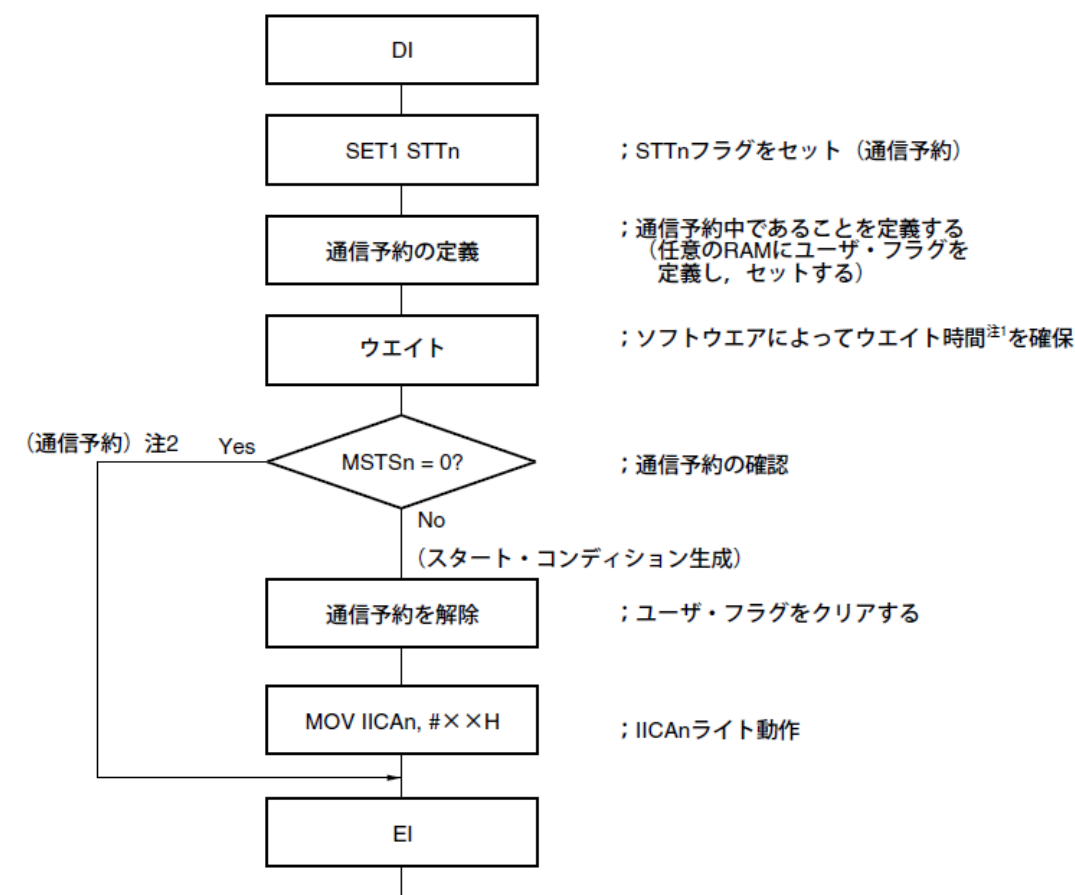 DI
SET1 STTn
；STTnフラグをセット（通信予約）
通信予約の定義
；通信予約中であることを定義する
（任意のRAMにユーザ・フラグを
定義し，セットする）
ウエイト
；ソフトウエアによってウエイト時間注1を確保
（通信予約）注2 Yes
MSTSn = 0?
；通信予約の確認
No
（スタート・コンディション生成）
通信予約を解除
；ユーザ・フラグをクリアする
MOV IICAn, #××H
；IICAnライト動作
EI